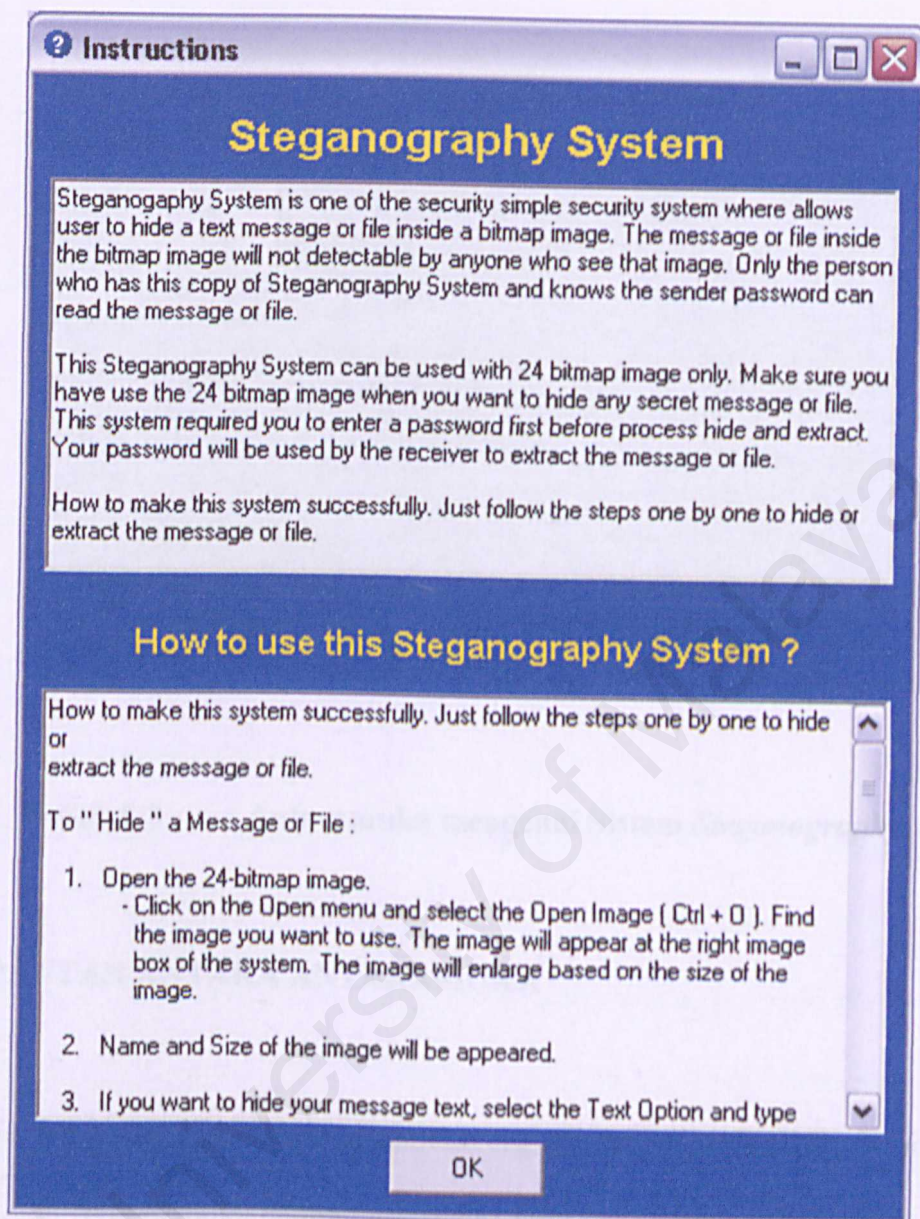 Instructions
Steganography System
Steganogaphy System is one of the security simple security system where allows
user to hide a text message or file inside a bitmap image. The message or file inside
the bitmap image will not detectable by anyone who see that image. Only the person
who has this copy of Steganography System and knows the sender password can
read the message or file.
This Steganography System can be used with 24 bitmap image only. Make sure you
have use the 24 bitmap image when you want to hide any secret message or file.
This system required you to enter a password first before process hide and extract.
Your password will be used by the receiver to extract the message or file.
How to make this system successfully. Just follow the steps one by one to hide or
extract the message or file.
How to use this Steganography System ?
How to make this system successfully. Just follow the steps one by one to hide
or
extract the message or file.
To " Hide " a Message or File :
1. Open the 24-bitmap image.
- Click on the Open menu and select the Open Image ( Ctrl + O ). Find
the image you want to use. The image will appear at the right image
box of the system. The image will enlarge based on the size of the
image.
2. Name and Size of the image will be appeared.
3. If you want to hide your message text, select the Text Option and type
OK
University of Malaya